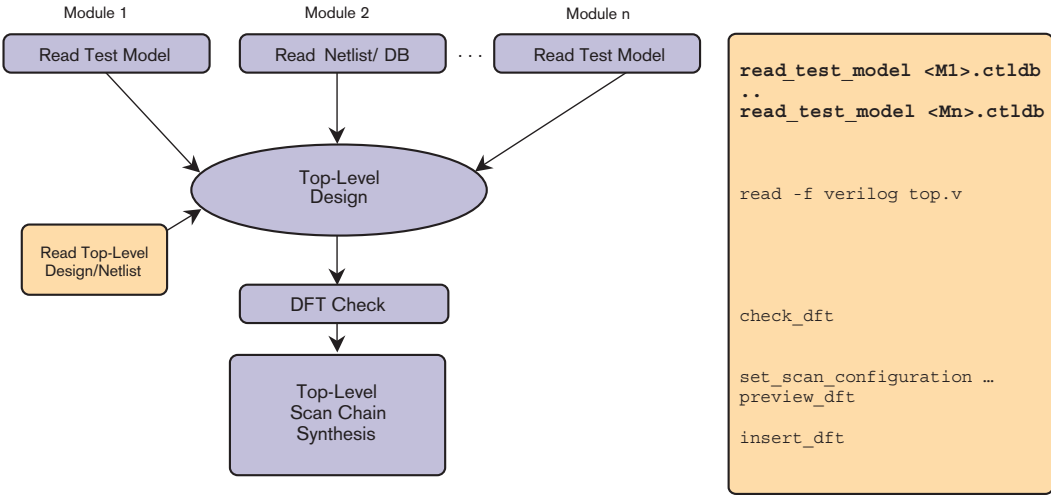 Module 1
Module 2
Module n
Read Test Model
Read Netlist/ DB
. . .
Read Test Model
Top-Level
Design
Read Top-Level
Design/Netlist
DFT Check
Top-Level
Scan Chain
Synthesis
read_test_model <M1>.ctldb
..
read_test_model <Mn>.ctldb
read -f verilog top.v
check_dft
set_scan_configuration …
preview_dft
insert_dft